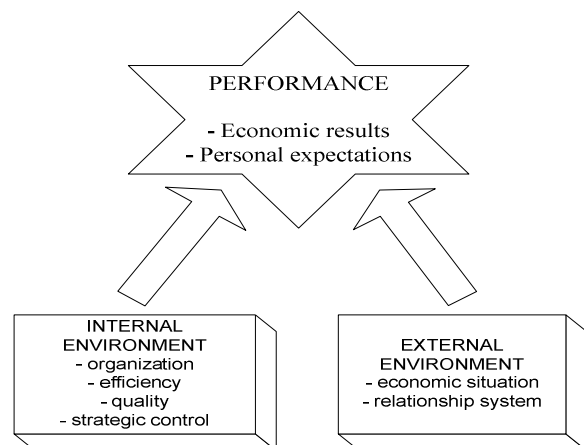 PERFORMANCE
- Economic results
- Personal expectations
INTERNAL
ENVIRONMENT
- organization
- efficiency
- quality
- strategic control
EXTERNAL
ENVIRONMENT
- economic situation
- relationship system